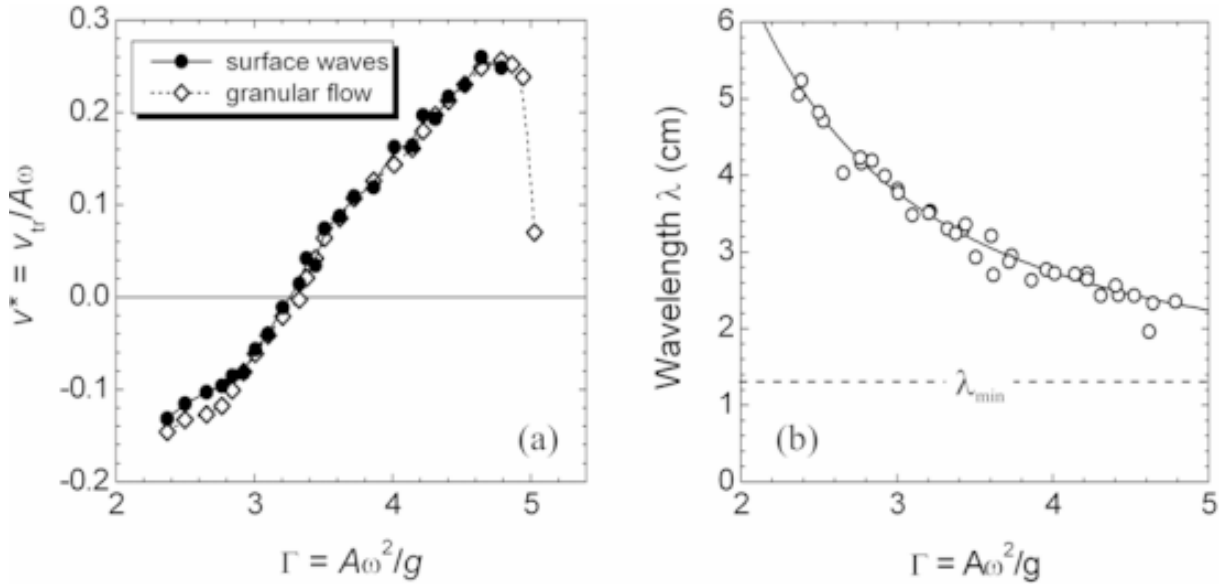 0.3
0.2
0.1
0.0
-0.1
-0.2
v* = v_tr/Aω
surface waves
granular flow
(a)
2 3 4 5
Γ = Aω²/g
6
5
4
3
2
1
0
Wavelength λ (cm)
λ_min
(b)
2 3 4 5
Γ = Aω²/g